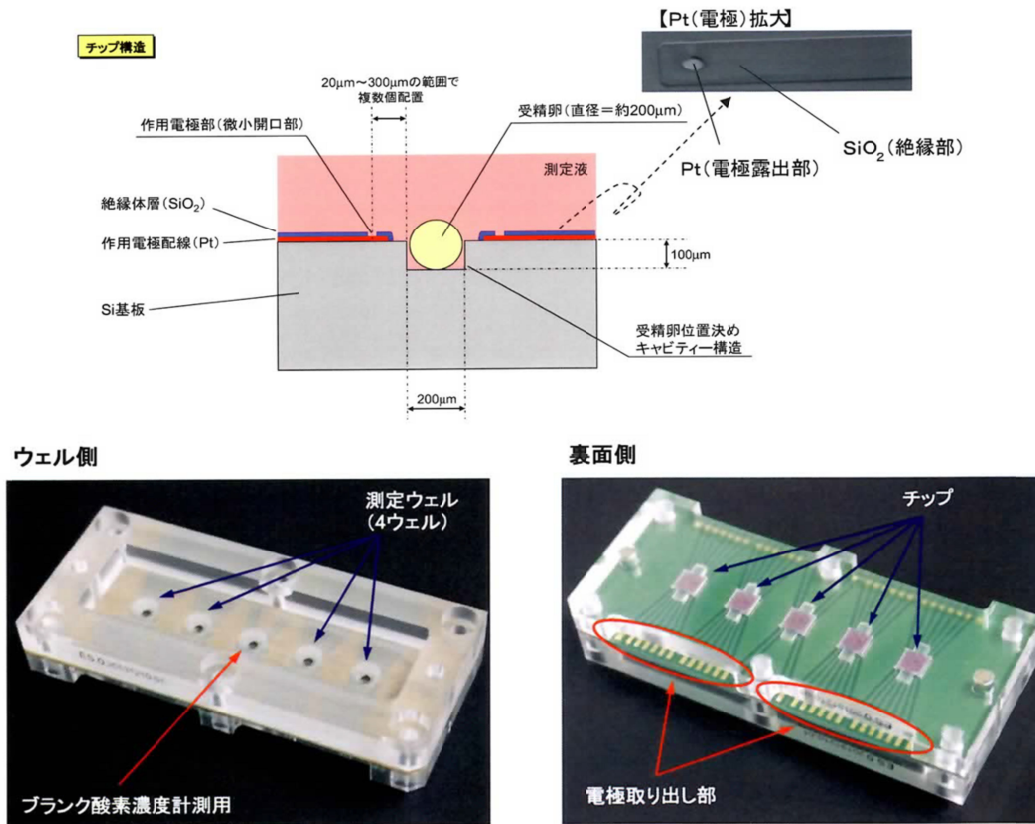 【Pt(電極)拡大】
チップ構造
20μm～300μmの範囲で
複数個配置
作用電極部(微小開口部)
受精卵(直径＝約200μm)
測定液
Pt(電極露出部)
SiO₂(絶縁部)
絶縁体層(SiO₂)
作用電極配線(Pt)
100μm
Si基板
受精卵位置決め
キャビティー構造
200μm
ウェル側
裏面側
測定ウェル
(4ウェル)
チップ
ブランク酸素濃度計測用
電極取り出し部